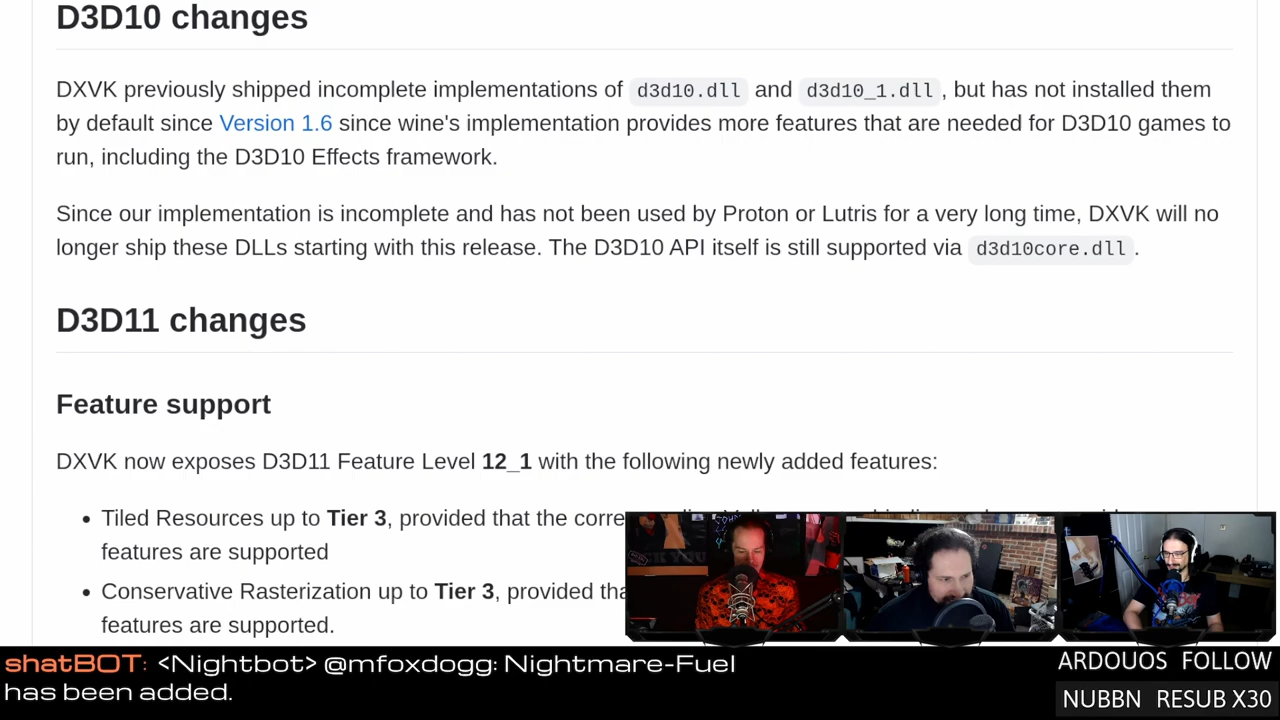 D3D10 changes
DXVK previously shipped incomplete implementations of d3d10.dll and d3d10_1.dll, but has not installed them
by default since Version 1.6 since wine's implementation provides more features that are needed for D3D10 games to
run, including the D3D10 Effects framework.
Since our implementation is incomplete and has not been used by Proton or Lutris for a very long time, DXVK will no
longer ship these DLLs starting with this release. The D3D10 API itself is still supported via d3d10core.dll.
D3D11 changes
Feature support
DXVK now exposes D3D11 Feature Level 12_1 with the following newly added features:
• Tiled Resources up to Tier 3, provided that the corre
features are supported
• Conservative Rasterization up to Tier 3, provided tha
features are supported.
shatBOT: <Nightbot> @mfoxdogg: Nightmare-Fuel
has been added.
ARDOUOS FOLLOW
NUBBN RESUB X30